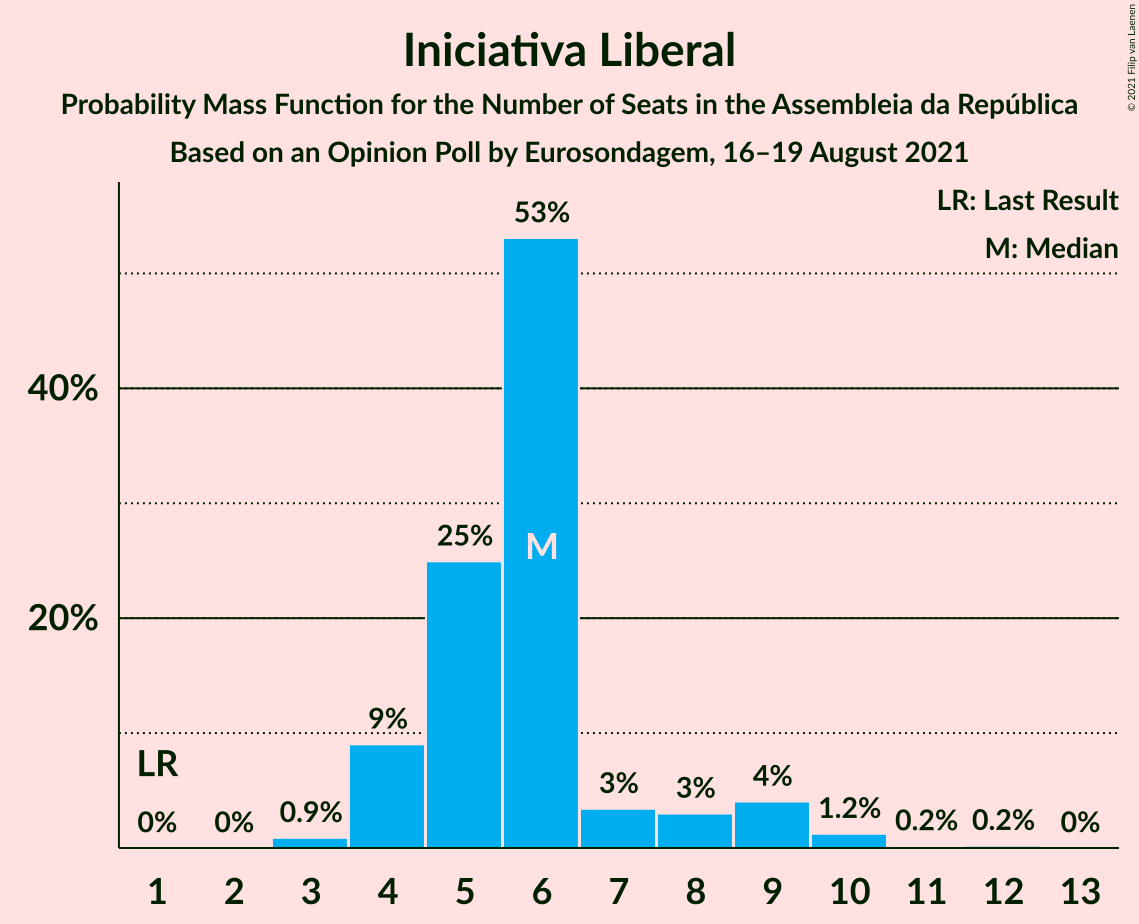 Iniciativa Liberal
Probability Mass Function for the Number of Seats in the Assembleia da República
Based on an Opinion Poll by Eurosondagem, 16–19 August 2021
© 2021 Filip van Laenen
LR: Last Result
M: Median
53%
40%
25%
M
20%
9%
LR
0%
0%
0.9%
3%
3%
4%
1.2%
0.2%
0.2%
0%
1 2 3 4 5 6 7 8 9 10 11 12 13